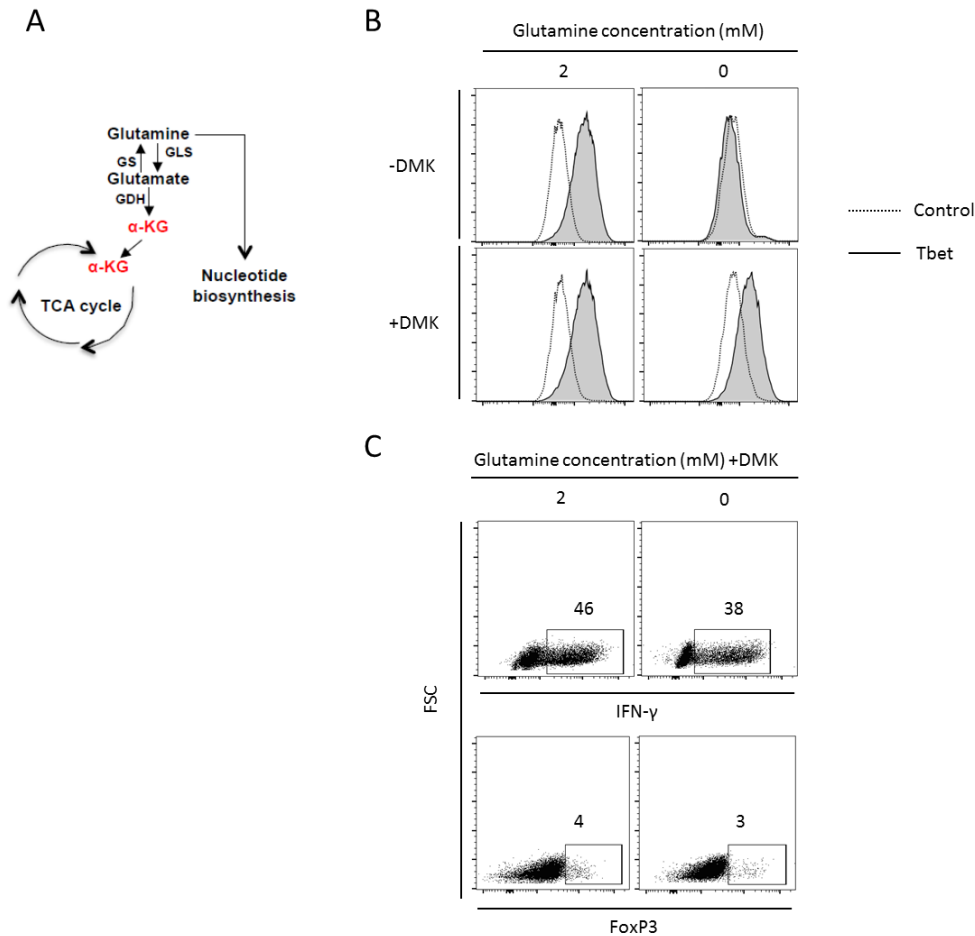 A
Glutamine
GS
GLS
Glutamate
GDH
α-KG
α-KG
TCA cycle
Nucleotide
biosynthesis
B
Glutamine concentration (mM)
2
0
-DMK
+DMK
Control
Tbet
C
Glutamine concentration (mM) +DMK
2
0
FSC
46
38
IFN-γ
4
3
FoxP3